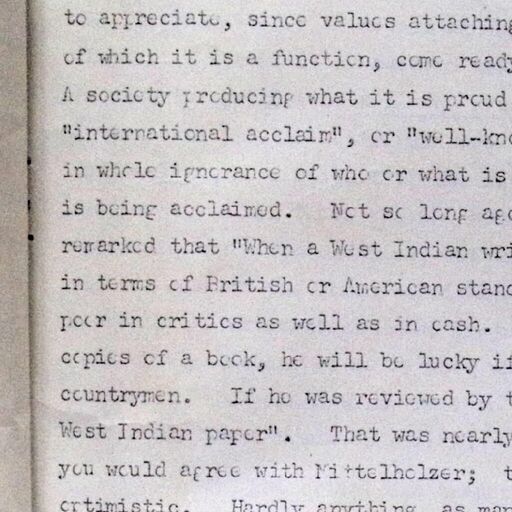 to appreciate, since values attaching
of which it is a function, come ready
A society producing what it is proud
"international acclaim", or "well-kno
in whole ignorance of who or what is
is being acclaimed. Not so long ago
remarked that "When a West Indian wri
in terms of British or American stand
poor in critics as well as in cash.
copies of a book, he will be lucky if
countrymen. If he was reviewed by t
West Indian paper". That was nearly
you would agree with Mittelholzer; t
optimistic. Hardly anything, as man